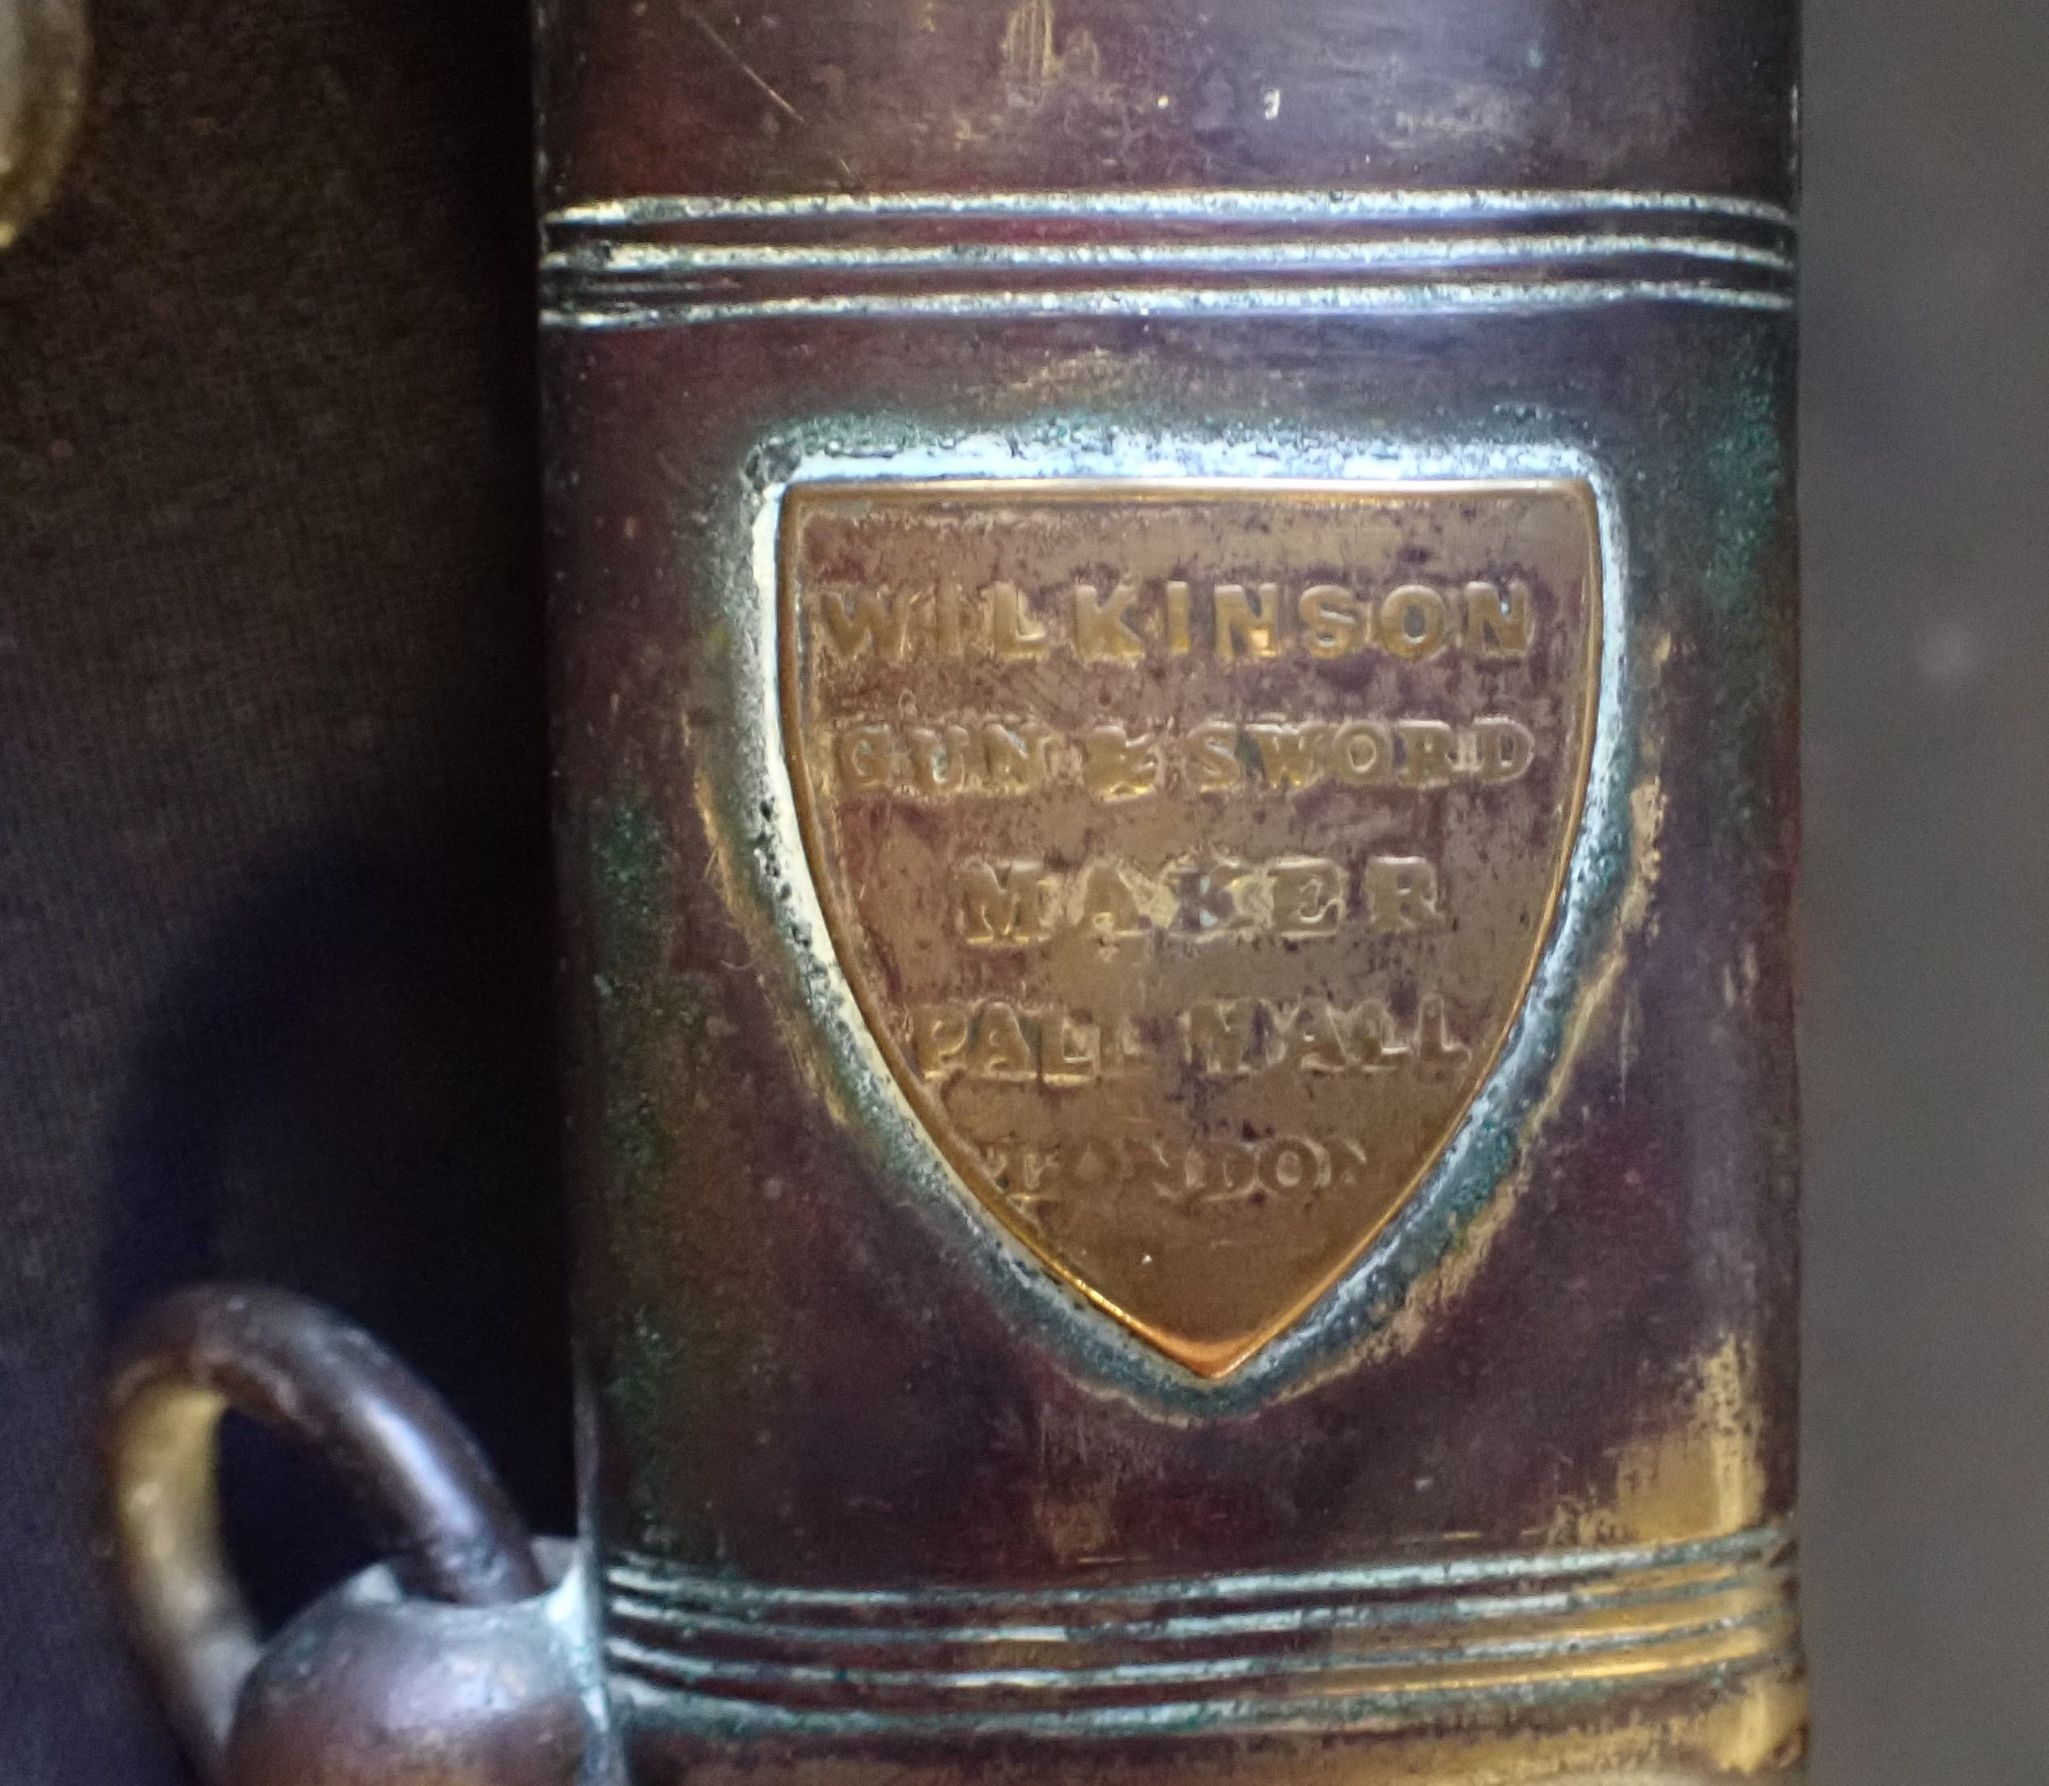 WILKINSON
GUN & SWORD
MAKER
PALL MALL
LONDON